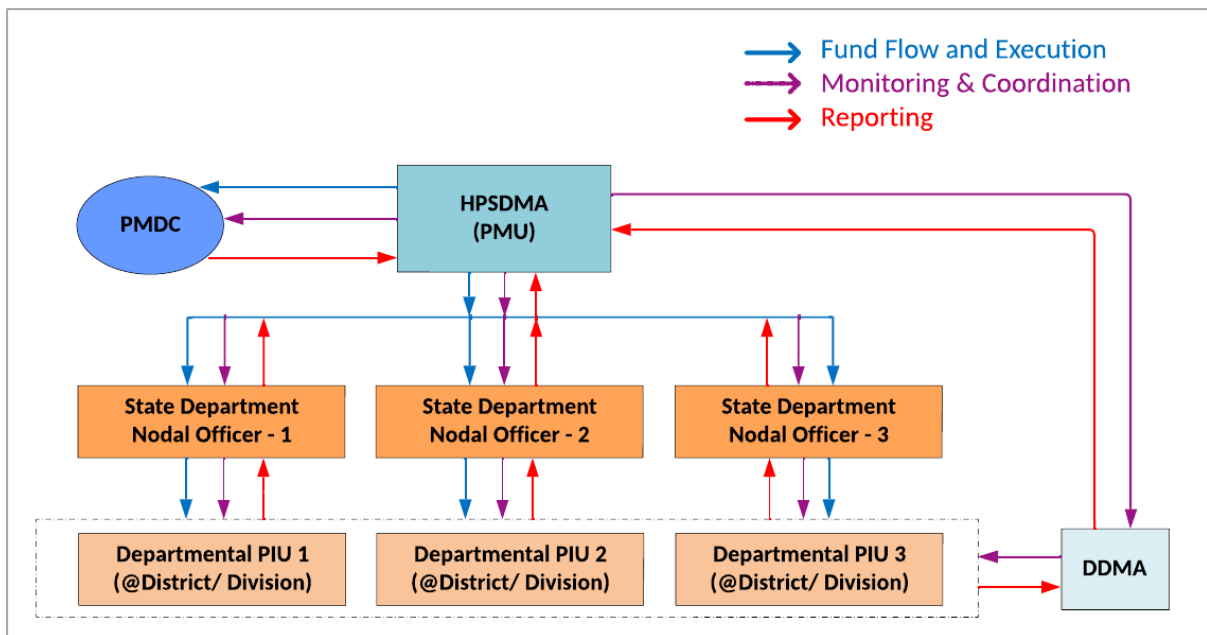 Fund Flow and Execution
Monitoring & Coordination
Reporting
PMDC
HPSDMA
(PMU)
State Department
Nodal Officer - 1
State Department
Nodal Officer - 2
State Department
Nodal Officer - 3
Departmental PIU 1
(@District/ Division)
Departmental PIU 2
(@District/ Division)
Departmental PIU 3
(@District/ Division)
DDMA